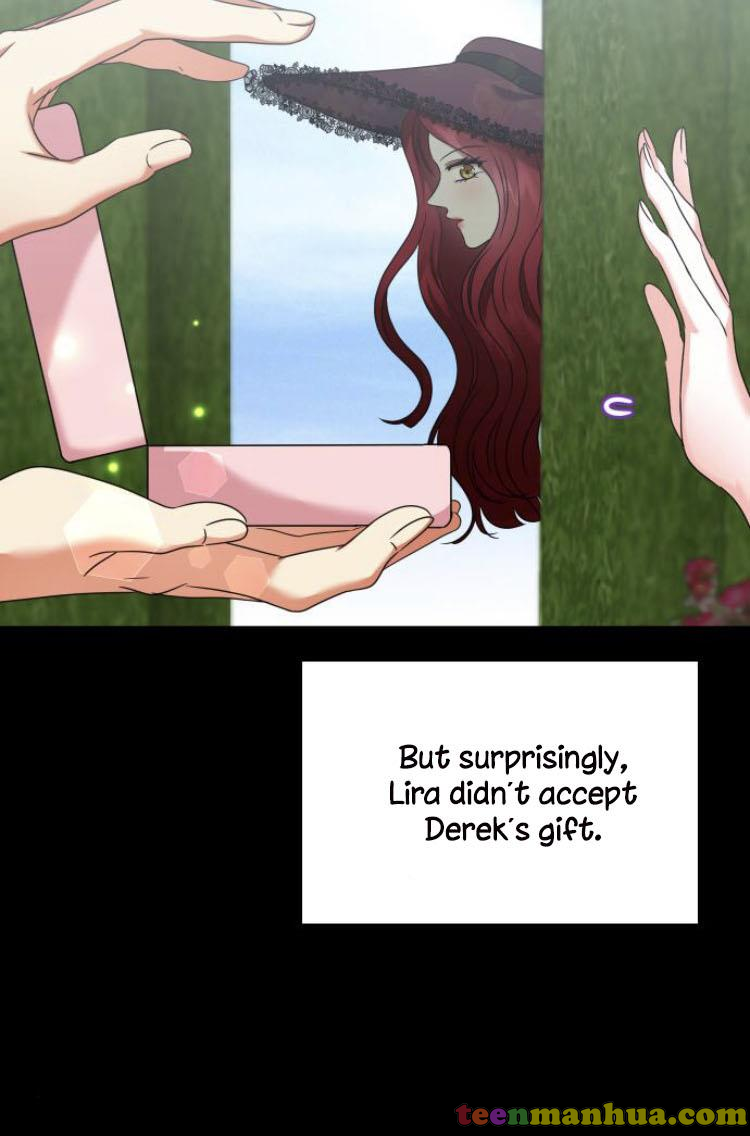 But surprisingly,
Lira didn't accept
Derek's gift.
teenmanhua.com